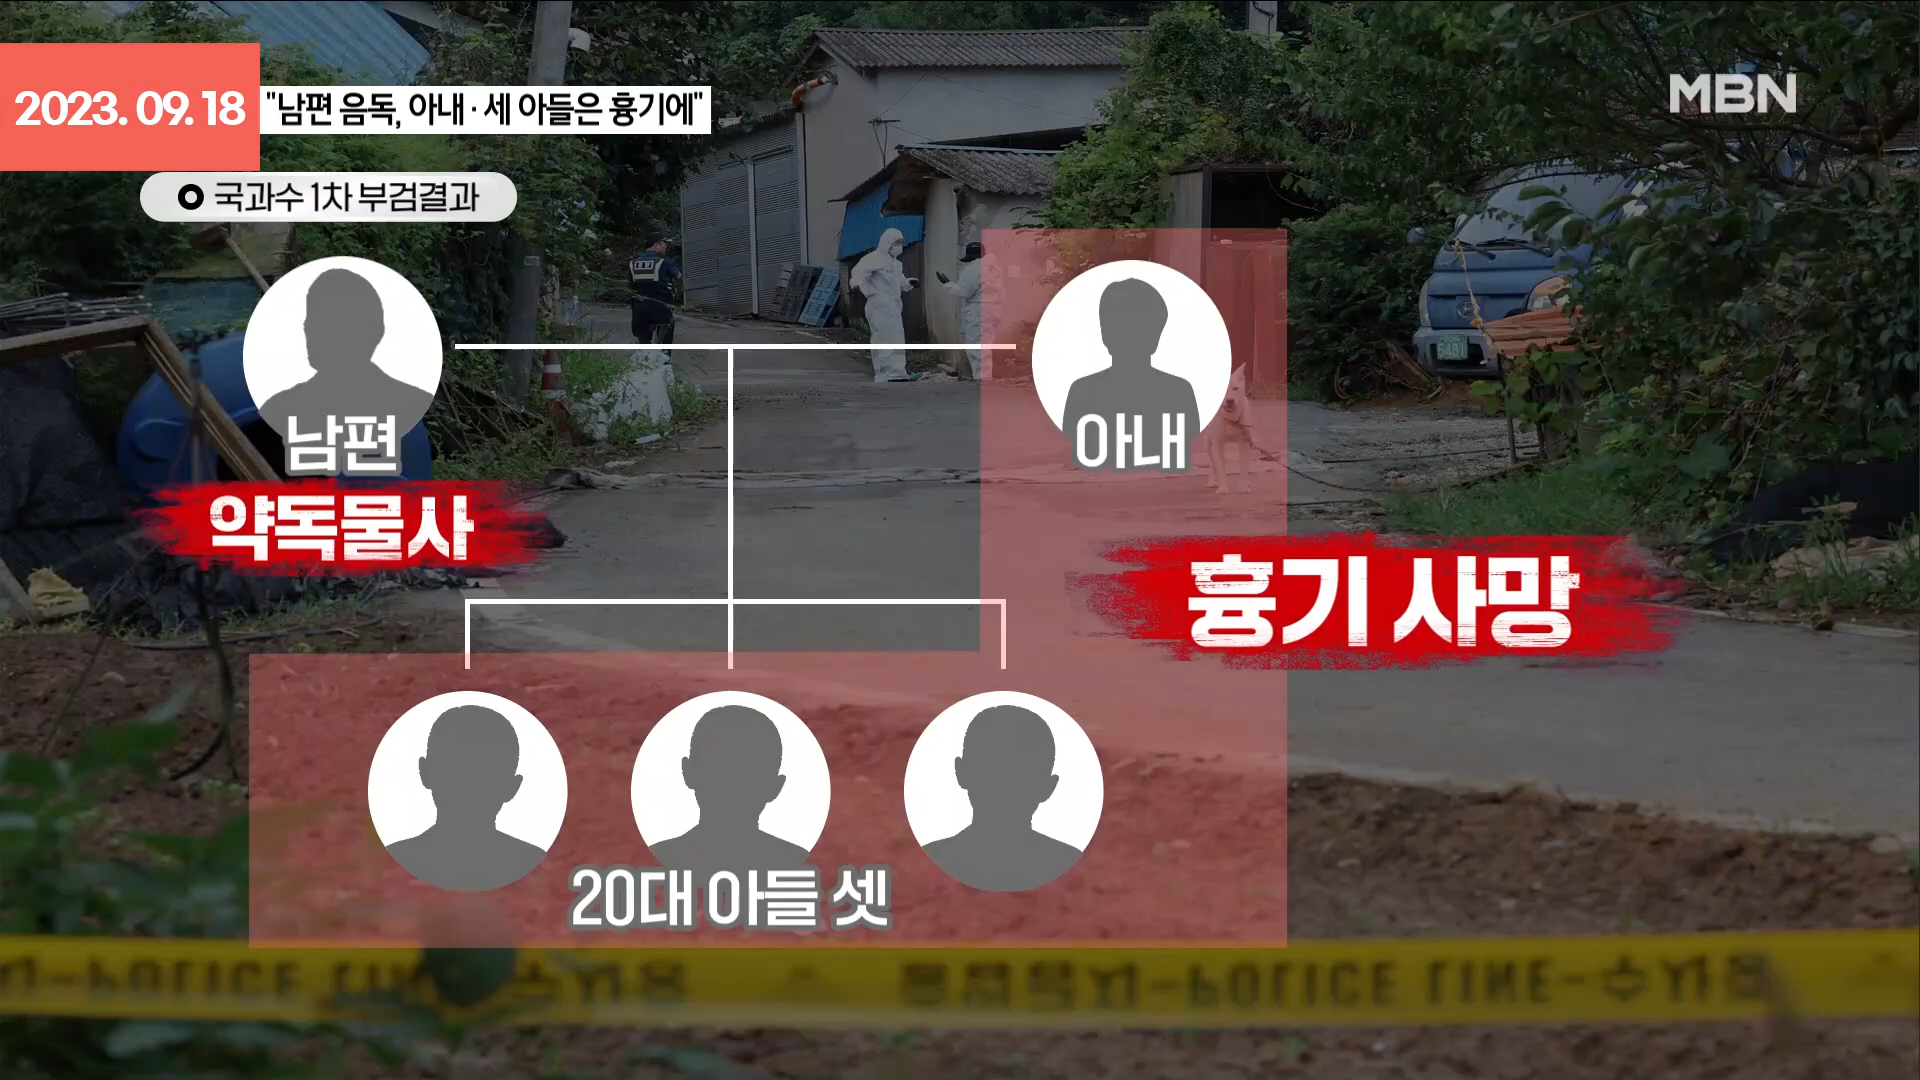 2023. 09. 18
"남편 음독, 아내·세 아들은 흉기에"
MBN
국과수 1차 부검결과
남편
약독물사
아내
흉기 사망
20대 아들 셋
5481